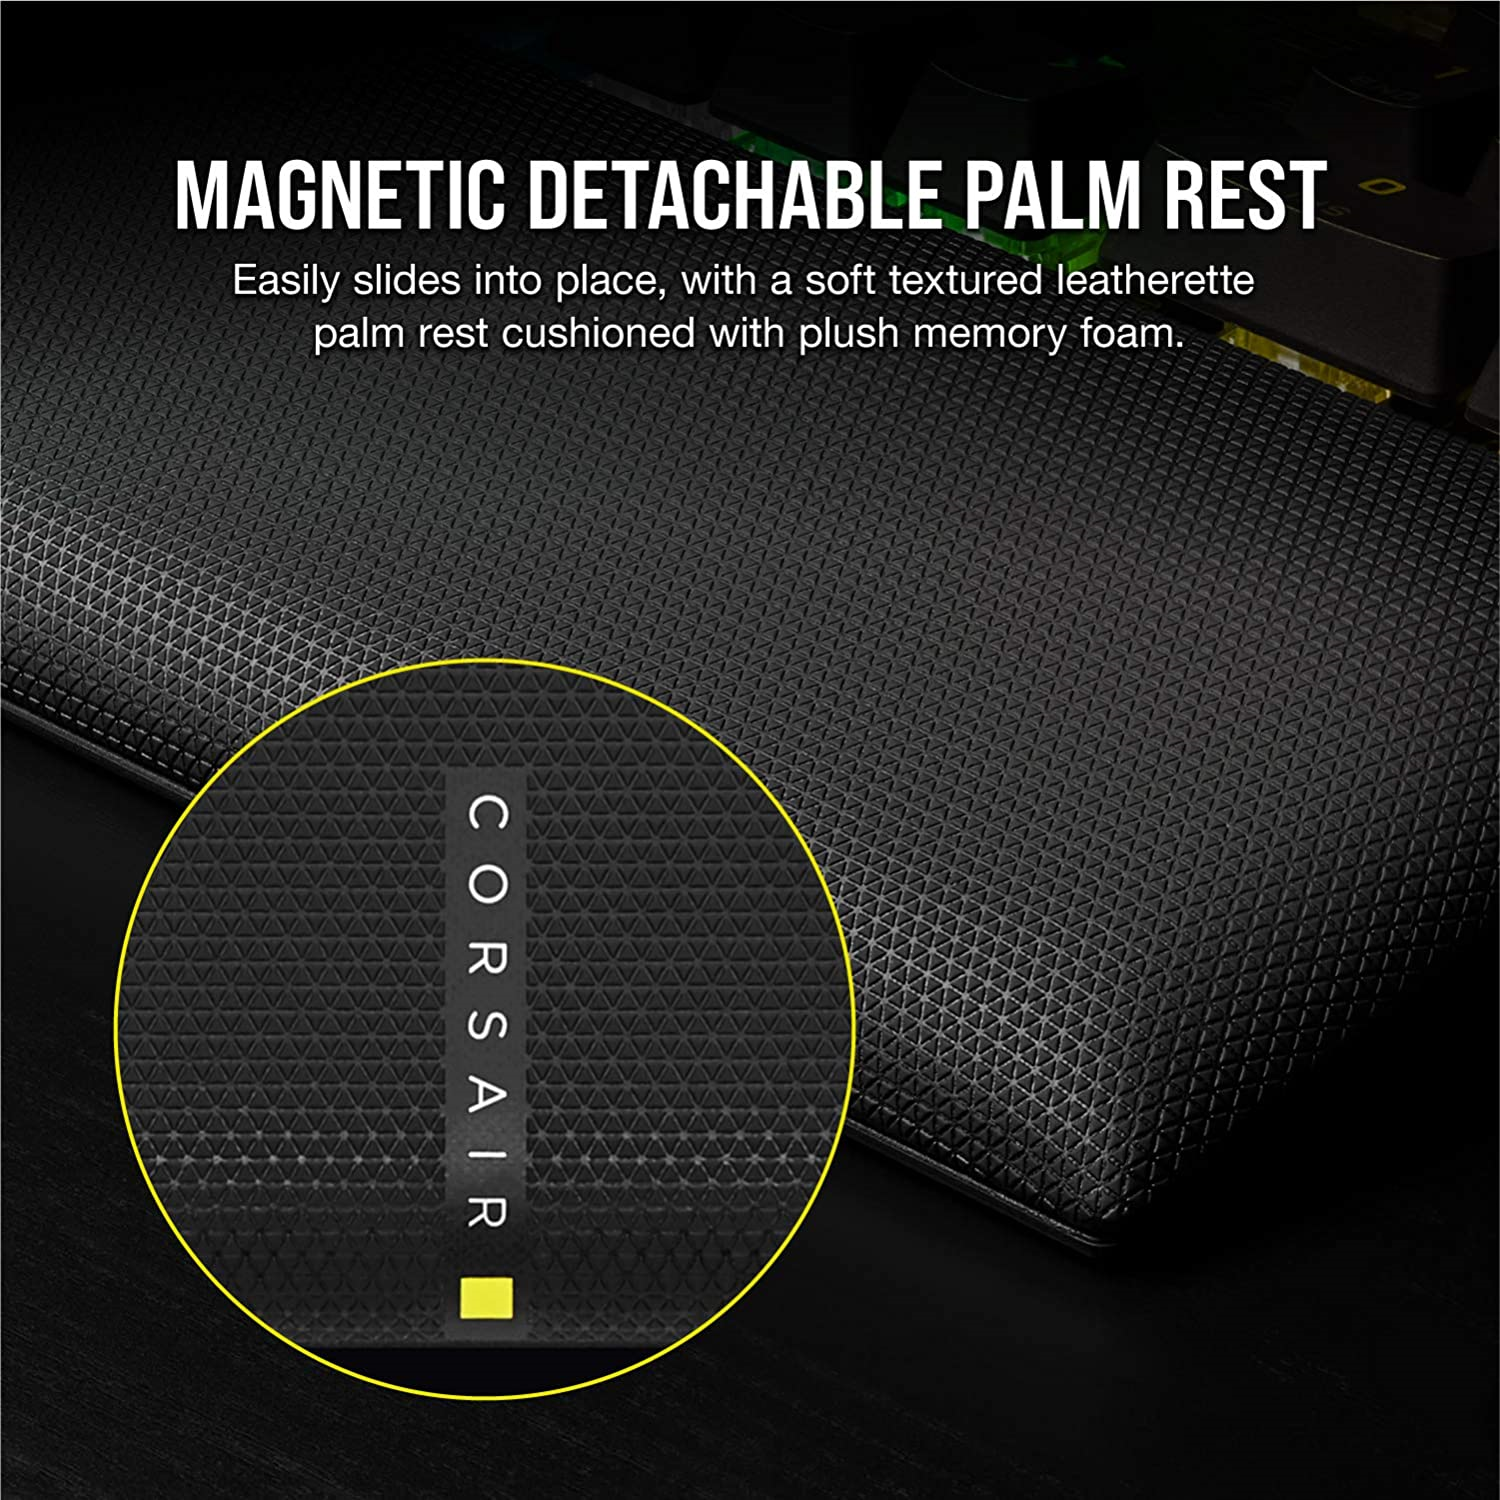 MAGNETIC DETACHABLE PALM REST
Easily slides into place, with a soft textured leatherette
palm rest cushioned with plush memory foam.
CORSAIR